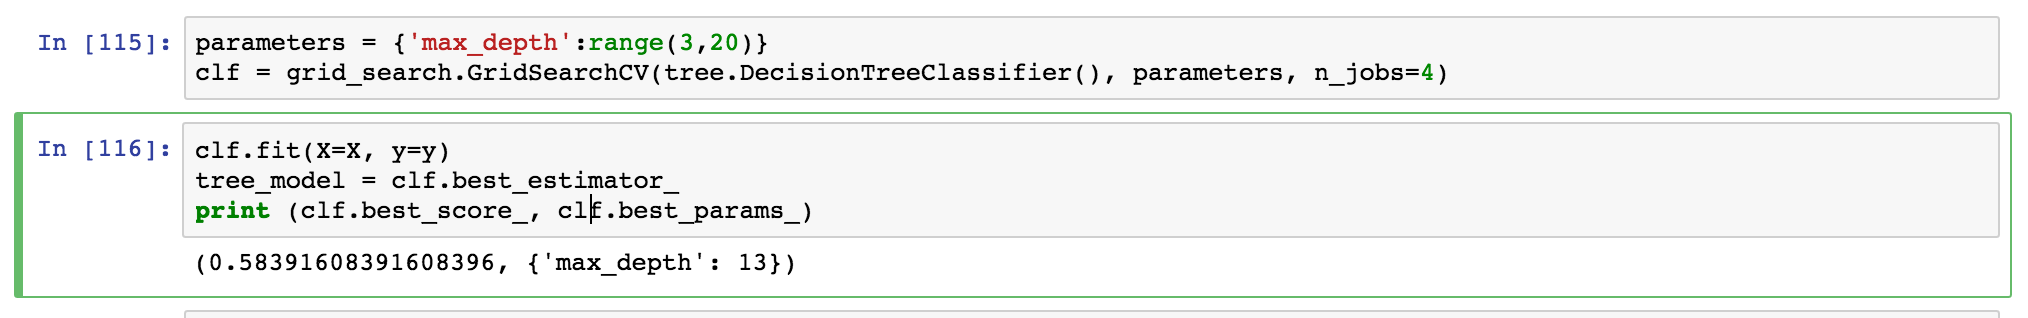 In [115]: parameters = {'max_depth':range(3,20)}
clf = grid_search.GridSearchCV(tree.DecisionTreeClassifier(), parameters, n_jobs=4)
In [116]: clf.fit(X=X, y=y)
tree_model = clf.best_estimator_
print (clf.best_score_, clf.best_params_)
(0.58391608391608396, {'max_depth': 13})